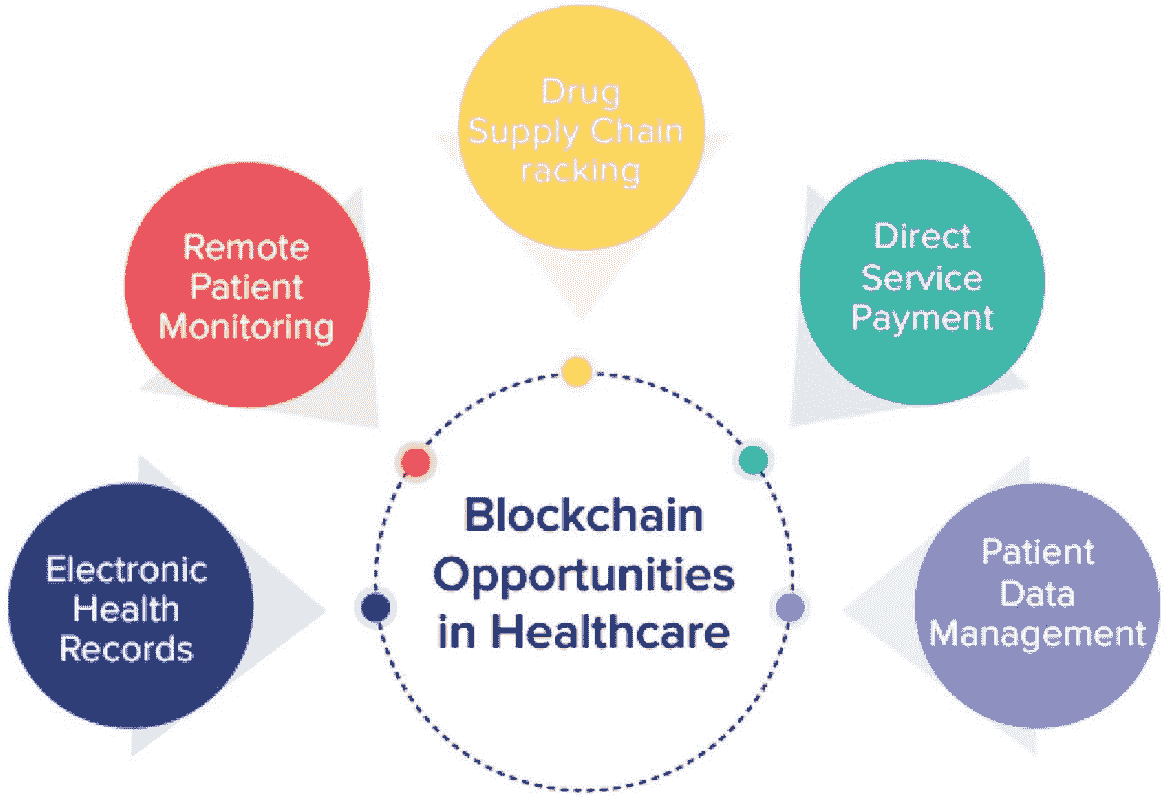 Drug
Supply Chain
racking
Remote
Patient
Monitoring
Direct
Service
Payment
Electronic
Health
Records
Blockchain
Opportunities
in Healthcare
Patient
Data
Management